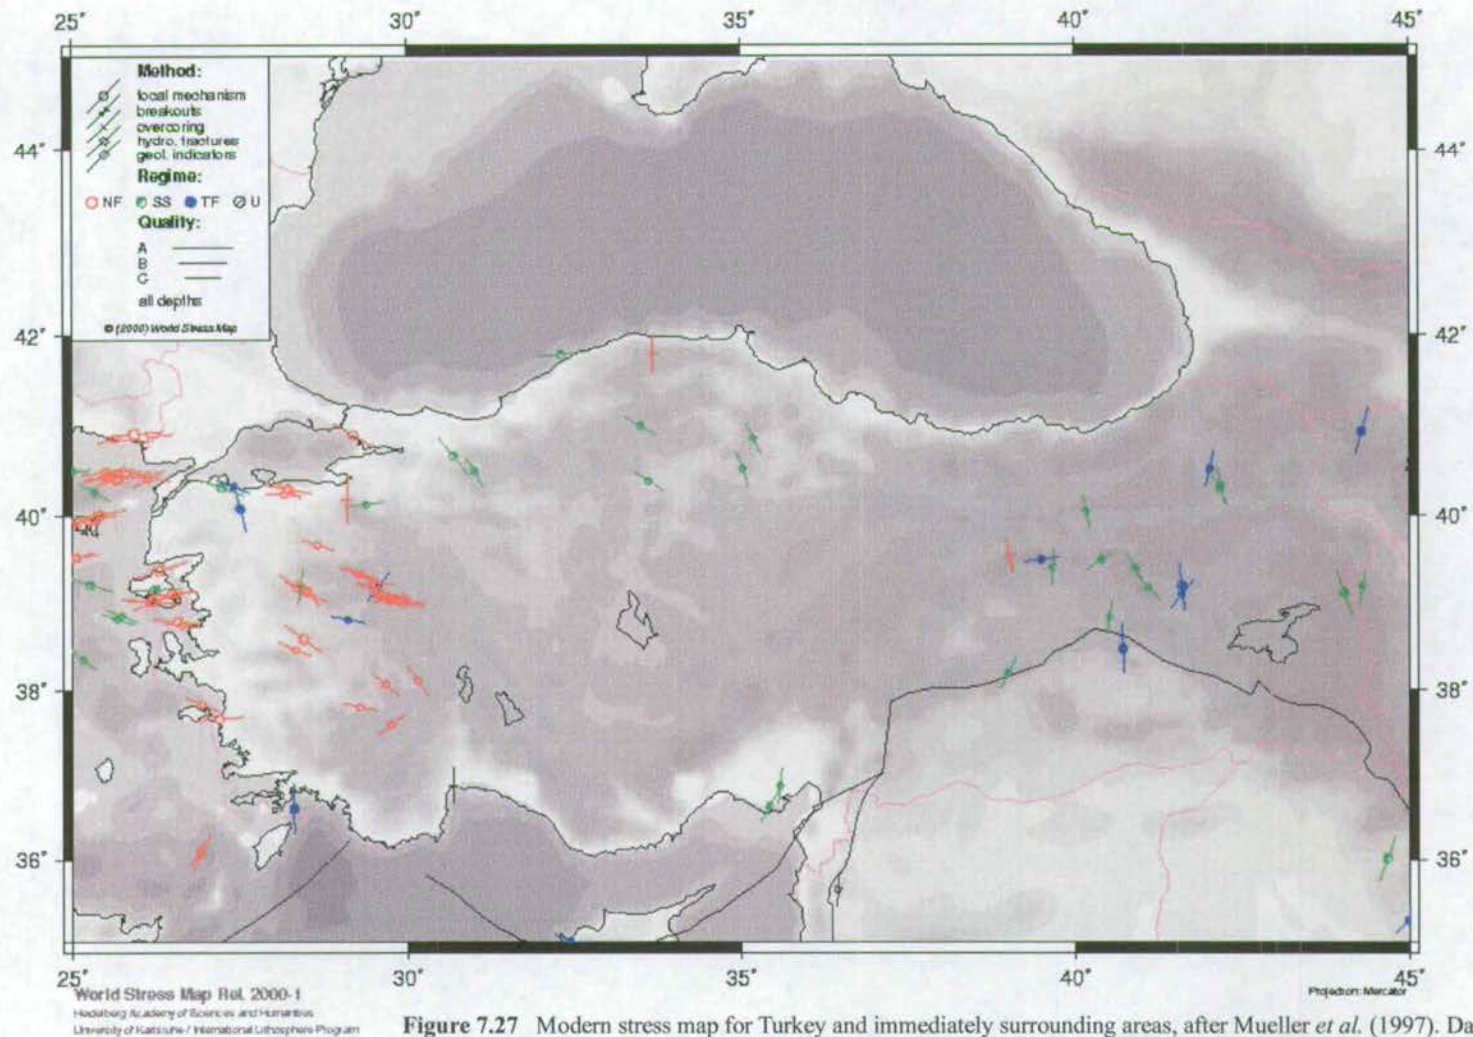 25° 30° 35° 40° 45°
Method:
focal mechanism
breakouts
overcoring
hydro. fractures
geol. indicators
Regime:
NF SS TF U
Quality:
A
B
C
all depths
© (2000) World Stress Map
44° 44°
42° 42°
40° 40°
38° 38°
36° 36°
25° 30° 35° 40° 45°
World Stress Map Rel. 2000-1
Heidelberg Academy of Sciences and Humanities
University of Karlsruhe / International Lithosphere Program
Projection: Mercator
Figure 7.27 Modern stress map for Turkey and immediately surrounding areas, after Mueller et al. (1997). Da